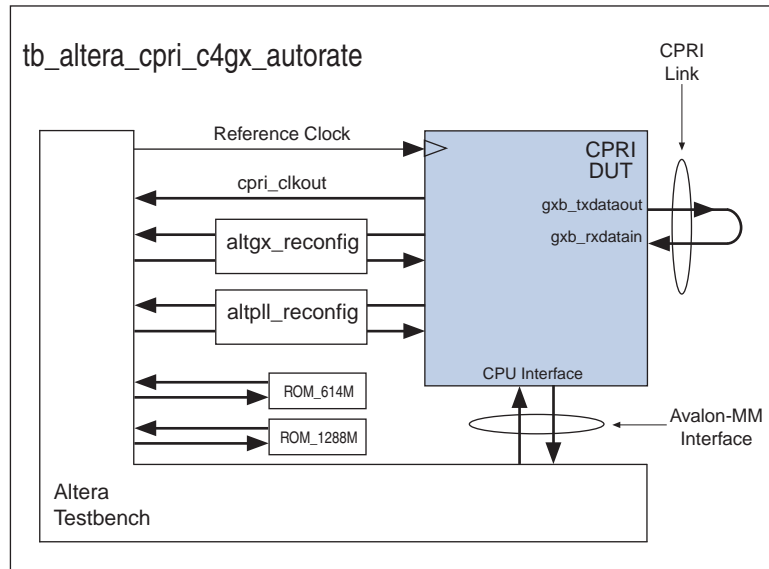 tb_altera_cpri_c4gx_autorate
CPRI
Link
Reference Clock
CPRI
DUT
cpri_clkout
gxb_txdataout
altgx_reconfig
gxb_rxdatain
altpll_reconfig
CPU Interface
ROM_614M
ROM_1288M
Avalon-MM
Interface
Altera
Testbench